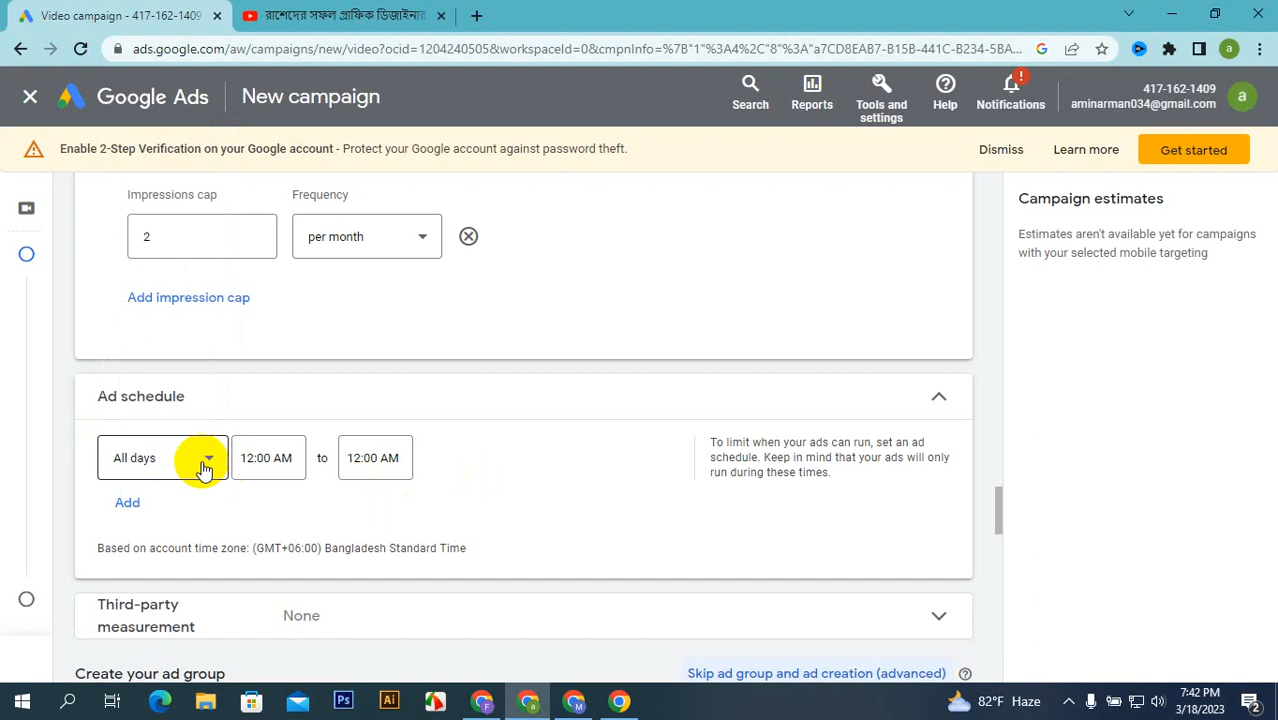 Video campaign - 417-162-1409
রাশেদের সফল গ্রাফিক ডিজাইনার
ads.google.com/aw/campaigns/new/video?ocid=1204240505&workspaceId=0&cmpnInfo=%7B"1"%3A4%2C"8"%3A"a7CD8EAB7-B15B-441C-B234-5BA...
a
Google Ads
New campaign
Search
Reports
Tools and
settings
Help
!
Notifications
417-162-1409
aminarman034@gmail.com
a
Enable 2-Step Verification on your Google account - Protect your Google account against password theft.
Dismiss
Learn more
Get started
Impressions cap
Frequency
2
per month
Add impression cap
Campaign estimates
Estimates aren't available yet for campaigns
with your selected mobile targeting
Ad schedule
All days
12:00 AM
to
12:00 AM
Add
To limit when your ads can run, set an ad
schedule. Keep in mind that your ads will only
run during these times.
Based on account time zone: (GMT+06:00) Bangladesh Standard Time
Third-party
measurement
None
Create your ad group
Skip ad group and ad creation (advanced)
Ps
Ai
F
a
M
82°F Haze
7:42 PM
3/18/2023
2